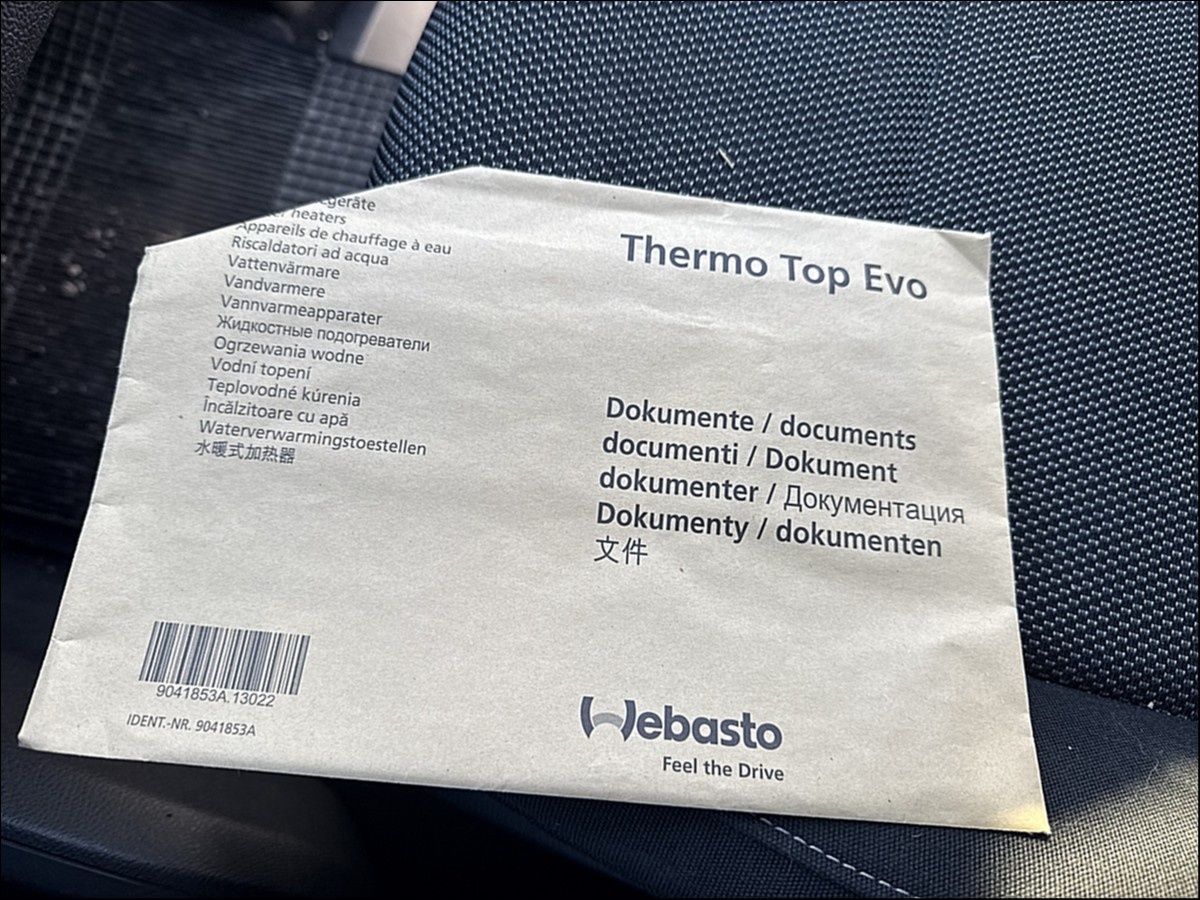 heaters
Appareils de chauffage à eau
Riscaldatori ad acqua
Vattenvärmare
Vandvarmere
Vannvarmeapparater
Жидкостные подогреватели
Ogrzewania wodne
Vodní topení
Teplovodné kúrenia
Încălzitoare cu apă
Waterverwarmingstoestellen
水暖式加热器
9041853A.13022
IDENT.-NR. 9041853A
Thermo Top Evo
Dokumente / documents
documenti / Dokument
dokumenter / Документация
Dokumenty / dokumenten
文件
Webasto
Feel the Drive